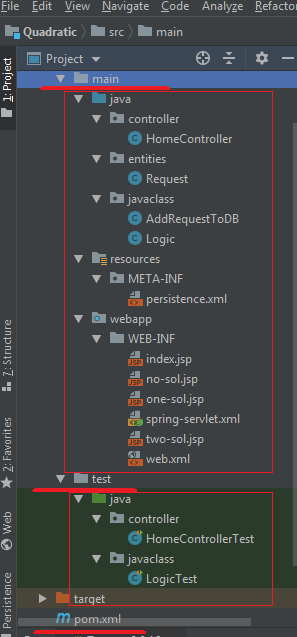 File Edit View Navigate Code Analyze Refactor
Quadratic src main
Project
main
java
controller
HomeController
entities
Request
javaclass
AddRequestToDB
Logic
resources
META-INF
persistence.xml
webapp
WEB-INF
index.jsp
no-sol.jsp
one-sol.jsp
spring-servlet.xml
two-sol.jsp
web.xml
test
java
controller
HomeControllerTest
javaclass
LogicTest
target
pom.xml
1: Project
7: Structure
2: Favorites
Web
Persistence